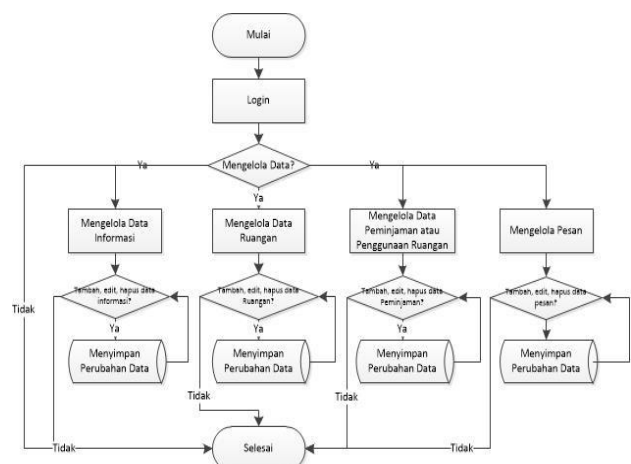 Mulai
Login
Mengelola Data?
Ya
Ya
Ya
Mengelola Data
Informasi
Mengelola Data
Ruangan
Mengelola Data
Peminjaman atau
Penggunaan Ruangan
Mengelola Pesan
Tidak
Tambah, edit, hapus data
informasi?
Tambah, edit, hapus data
Ruangan?
Tambah, edit, hapus data
Peminjaman?
Tambah, edit, hapus data
pesan?
Ya
Ya
Ya
Menyimpan
Perubahan Data
Menyimpan
Perubahan Data
Menyimpan
Perubahan Data
Menyimpan
Perubahan Data
Tidak
Tidak
Tidak
Selesai
Tidak